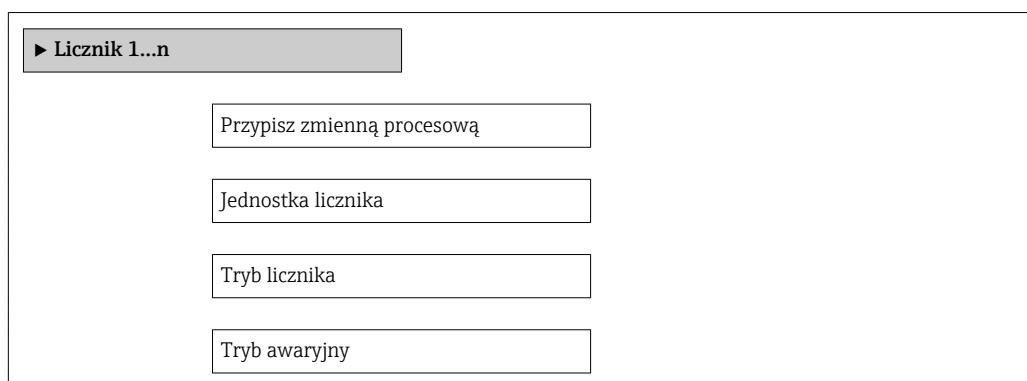 ▶ Licznik 1…n
Przypisz zmienną procesową
Jednostka licznika
Tryb licznika
Tryb awaryjny